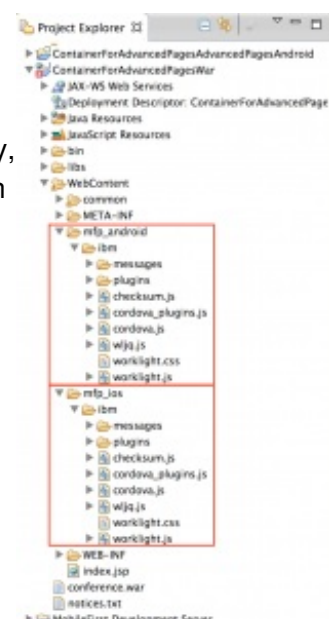 Project Explorer
ContainerForAdvancedPagesAdvancedPagesAndroid
ContainerForAdvancedPagesWar
JAX-WS Web Services
Deployment Descriptor: ContainerForAdvancedPage
Java Resources
JavaScript Resources
bin
libs
WebContent
common
META-INF
mfp_android
ibm
messages
plugins
checksum.js
cordova_plugins.js
cordova.js
wljq.js
worklight.css
worklight.js
mfp_ios
ibm
messages
plugins
checksum.js
cordova_plugins.js
cordova.js
wljq.js
worklight.css
worklight.js
WEB-INF
index.jsp
conference.war
notices.txt
MobileFirst Development Server